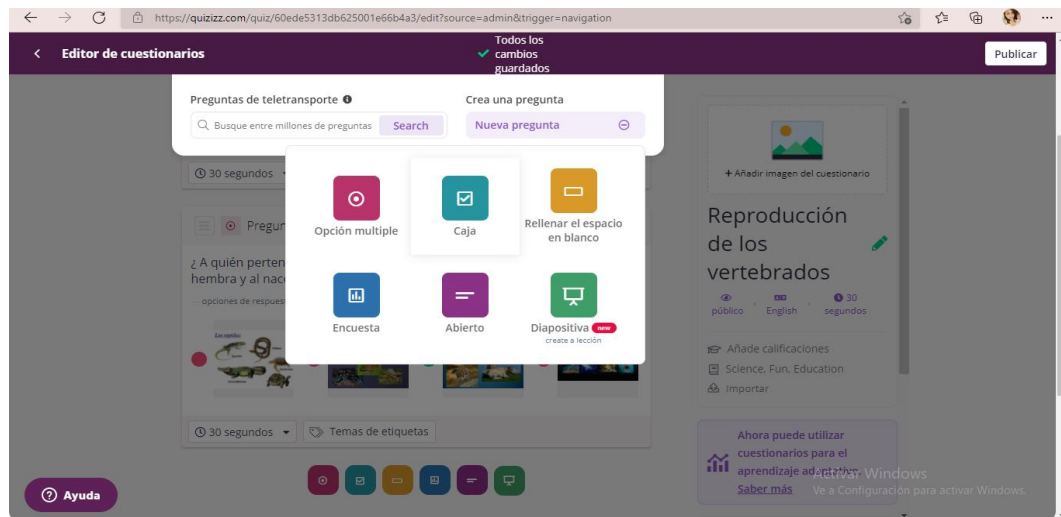 https://quizizz.com/quiz/60ede5313db625001e66b4a3/edit?source=admin&trigger=navigation
Editor de cuestionarios
Todos los
cambios
guardados
Publicar
Preguntas de teletransporte
Crea una pregunta
Busque entre millones de preguntas
Search
Nueva pregunta
30 segundos
Opción multiple
Caja
Rellenar el espacio
en blanco
Encuesta
Abierto
Diapositiva new
create a lección
¿ A quién perten
hembra y al nac
opciones de respues
30 segundos
Temas de etiquetas
+ Añadir imagen del cuestionario
Reproducción
de los
vertebrados
público
English
30
segundos
Añade calificaciones
Science, Fun, Education
Importar
Ahora puede utilizar
cuestionarios para el
aprendizaje adaptativo.
Saber más
Activar Windows
Ve a Configuración para activar Windows.
Ayuda